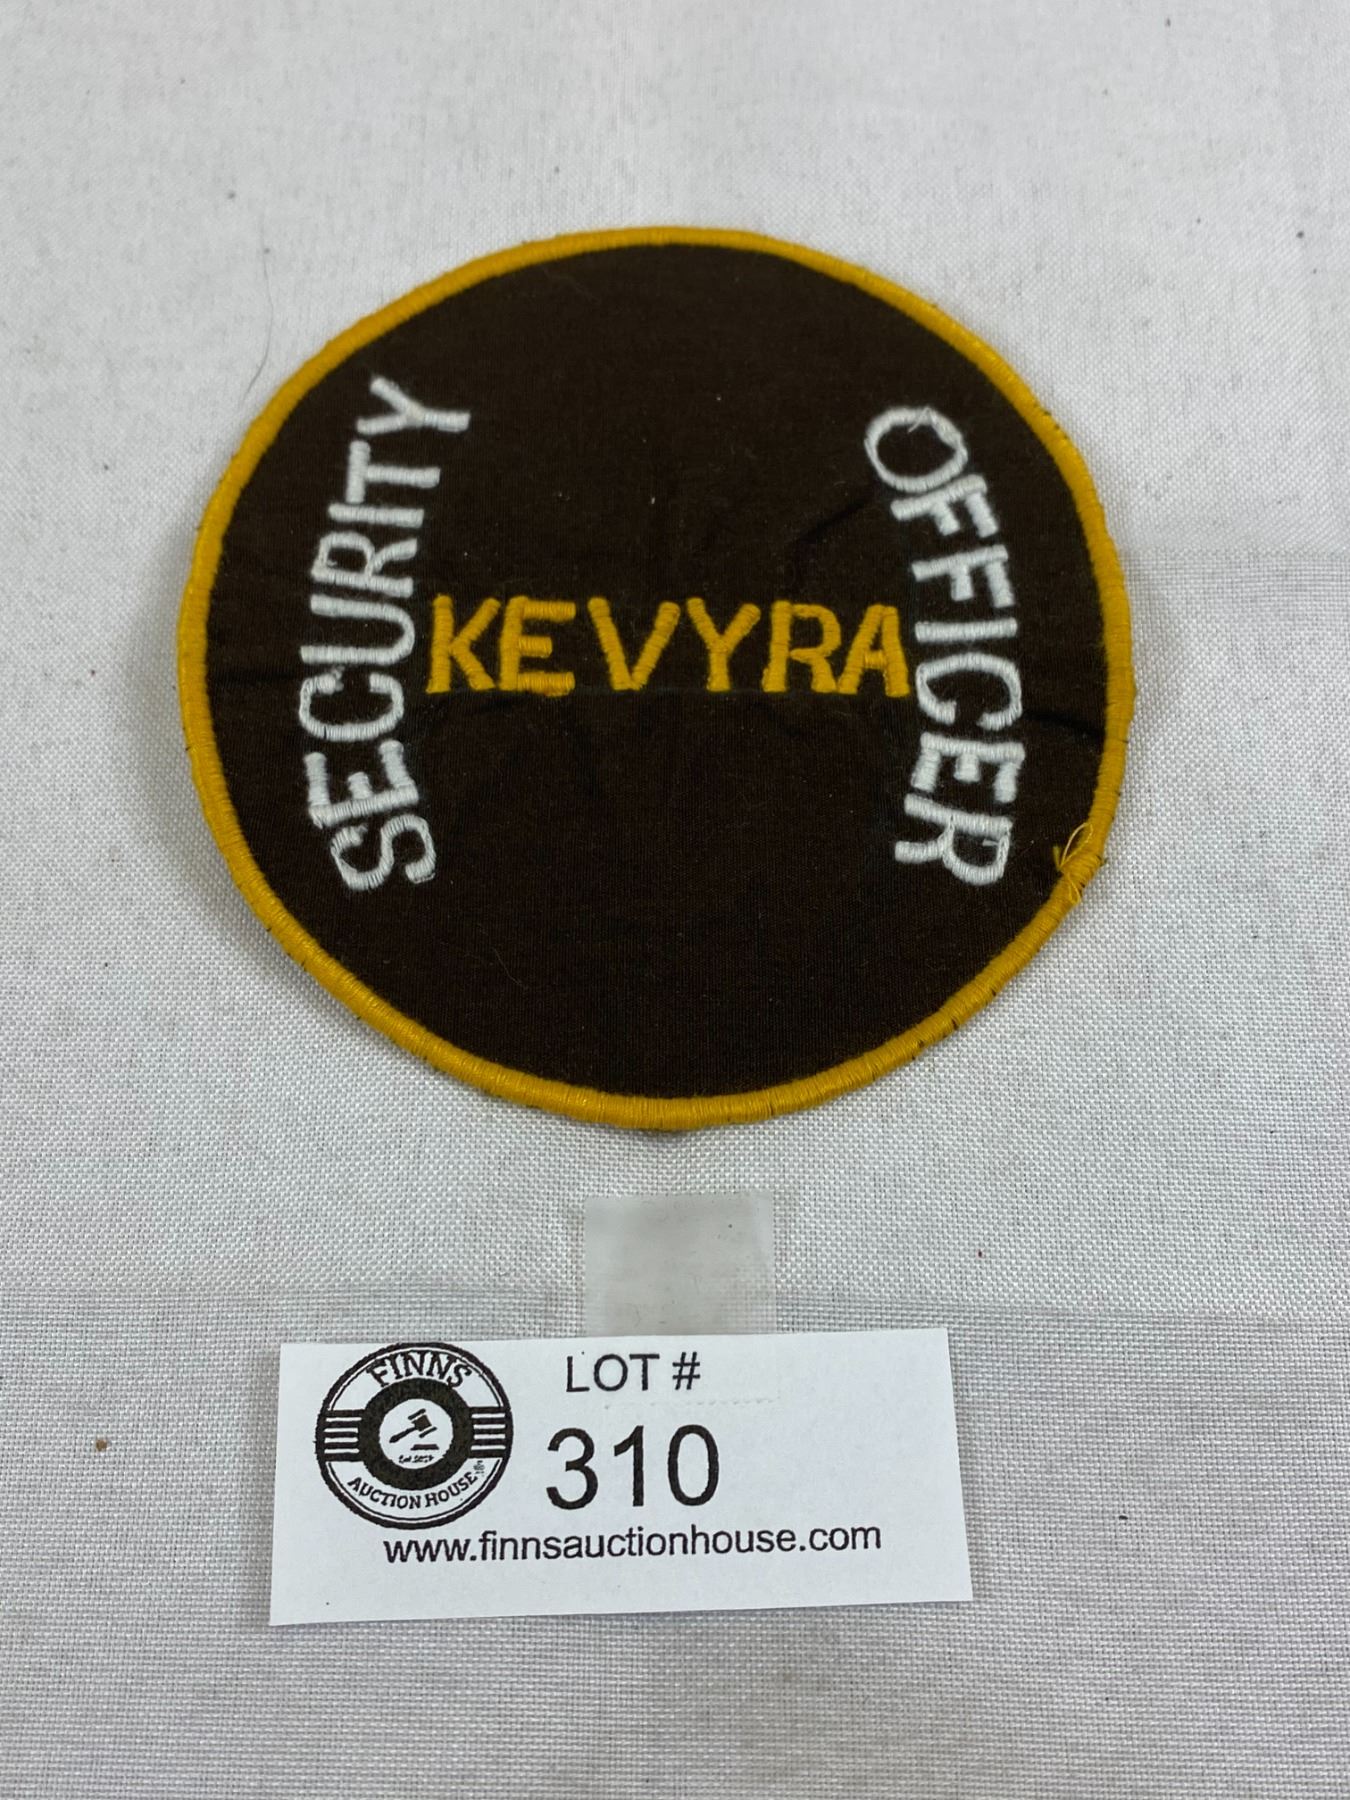 SECURITY
KEVYRA
OFFICER
FINNS
AUCTION HOUSE
LOT #
310
www.finnsauctionhouse.com